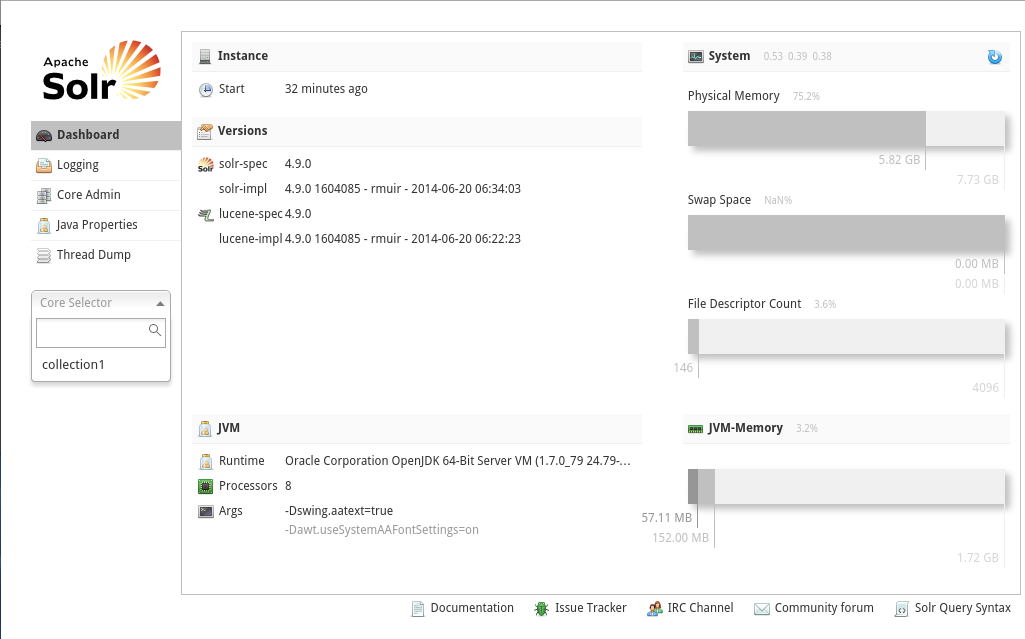 Apache
Solr
Dashboard
Logging
Core Admin
Java Properties
Thread Dump
Core Selector
collection1
Instance
Start 32 minutes ago
Versions
solr-spec 4.9.0
solr-impl 4.9.0 1604085 - rmuir - 2014-06-20 06:34:03
lucene-spec 4.9.0
lucene-impl 4.9.0 1604085 - rmuir - 2014-06-20 06:22:23
JVM
Runtime Oracle Corporation OpenJDK 64-Bit Server VM (1.7.0_79 24.79-...
Processors 8
Args -Dswing.aatext=true
-Dawt.useSystemAAFontSettings=on
System 0.53 0.39 0.38
Physical Memory 75.2%
5.82 GB
7.73 GB
Swap Space NaN%
0.00 MB
0.00 MB
File Descriptor Count 3.6%
146
4096
JVM-Memory 3.2%
57.11 MB
152.00 MB
1.72 GB
Documentation Issue Tracker IRC Channel Community forum Solr Query Syntax